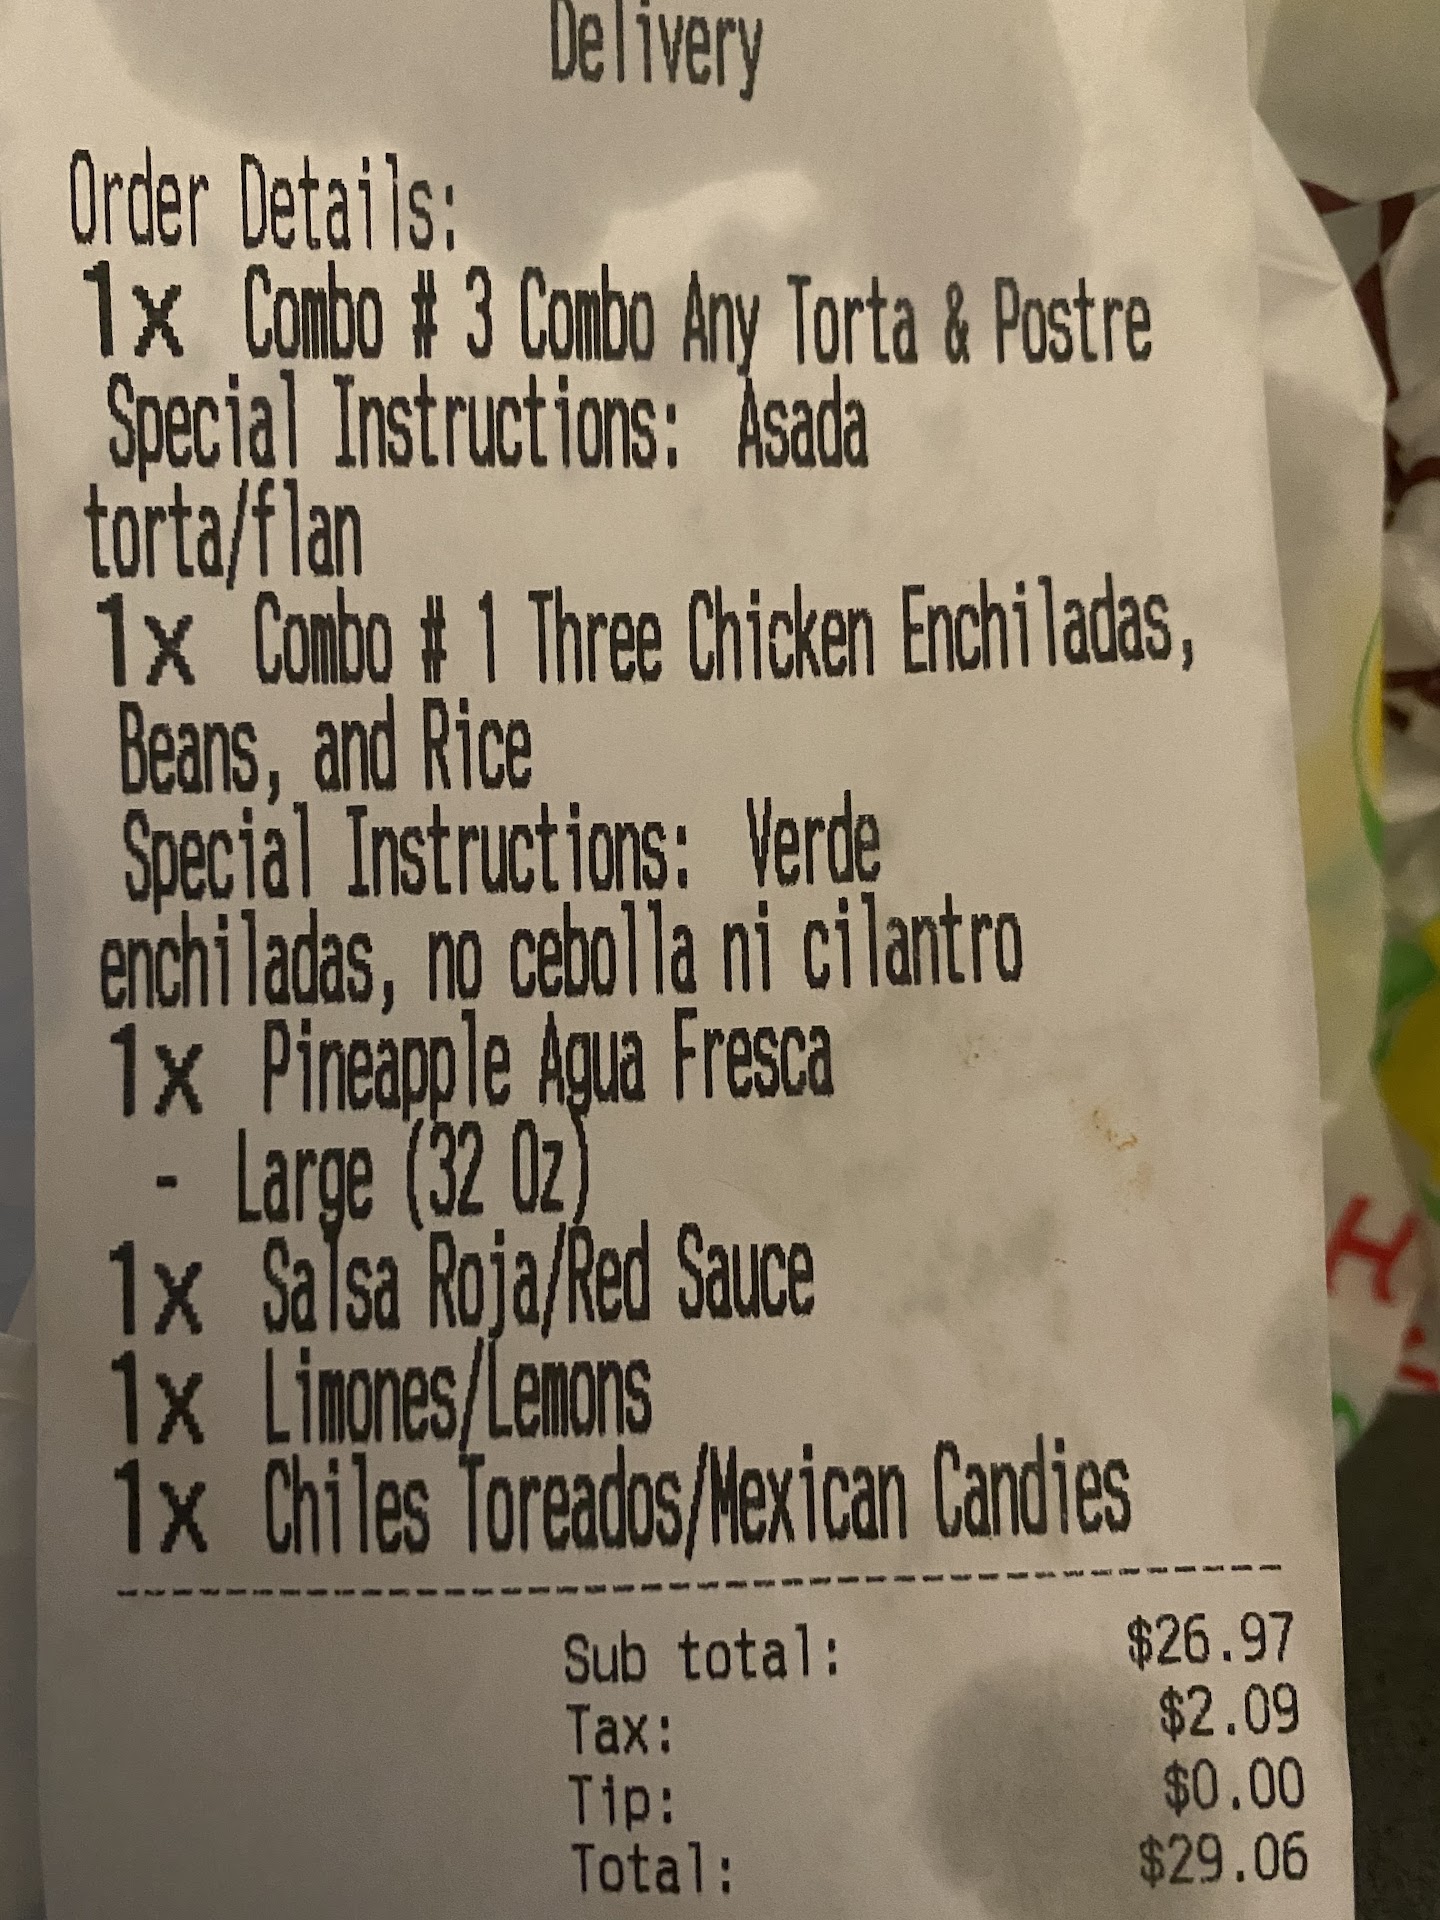 Delivery
Order Details:
1x Combo # 3 Combo Any Torta & Postre
Special Instructions: Asada
torta/flan
1x Combo # 1 Three Chicken Enchiladas,
Beans, and Rice
Special Instructions: Verde
enchiladas, no cebolla ni cilantro
1x Pineapple Agua Fresca
- Large (32 Oz)
1x Salsa Roja/Red Sauce
1x Limones/Lemons
1x Chiles Toreados/Mexican Candies
Sub total: $26.97
Tax: $2.09
Tip: $0.00
Total: $29.06
H